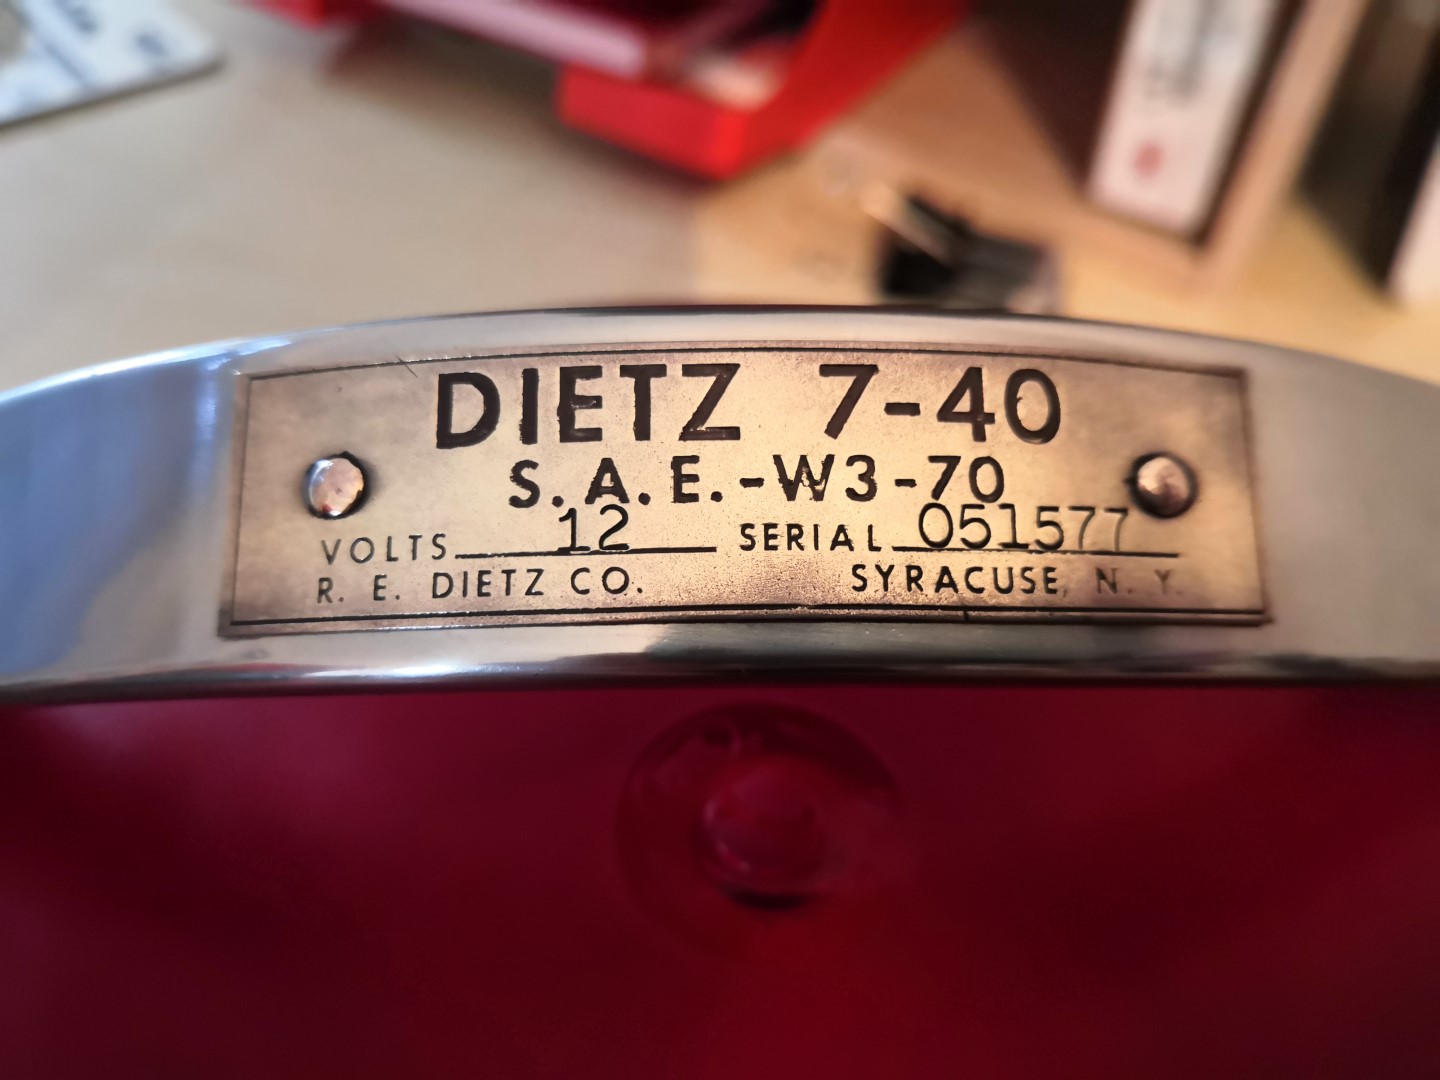 DIETZ 7-40
S.A.E.-W3-70
VOLTS 12 SERIAL 051577
R. E. DIETZ CO. SYRACUSE, N. Y.